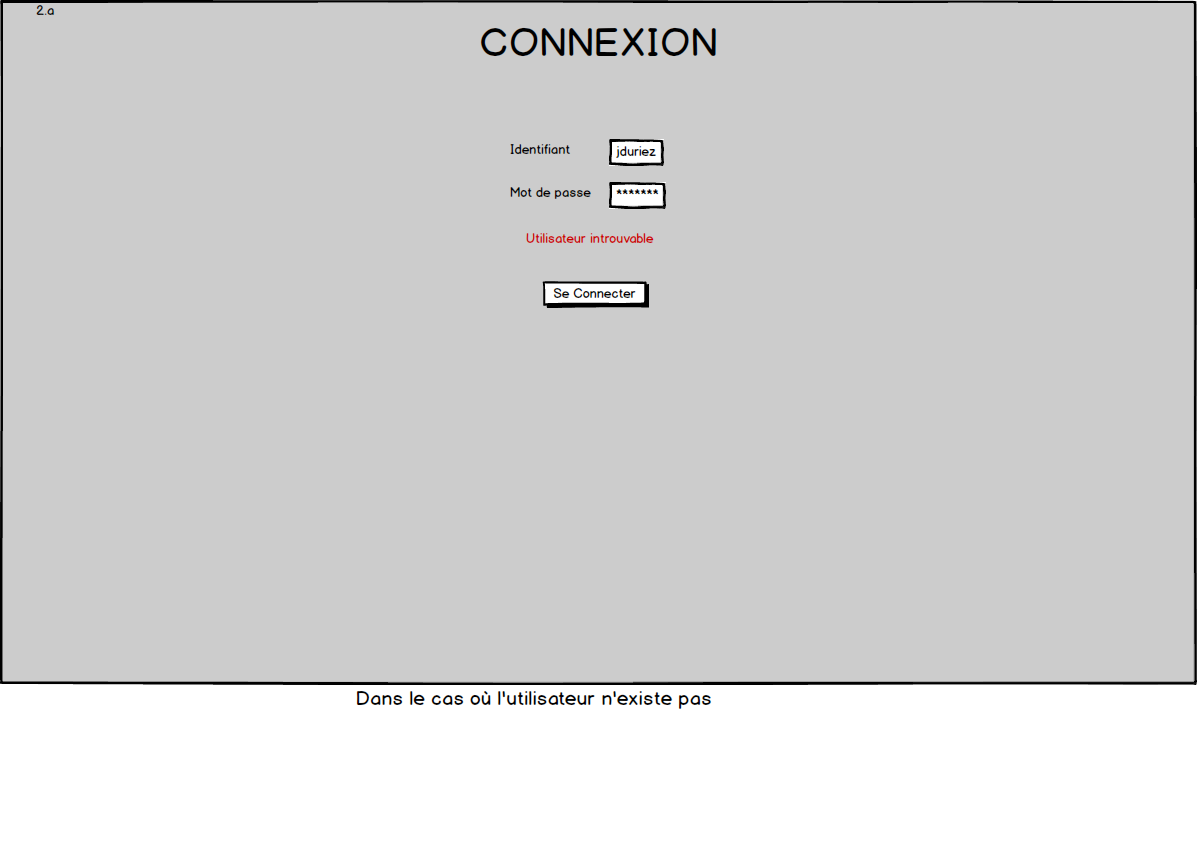 2.a
CONNEXION
Identifiant jduriez
Mot de passe *******
Utilisateur introuvable
Se Connecter
Dans le cas où l'utilisateur n'existe pas